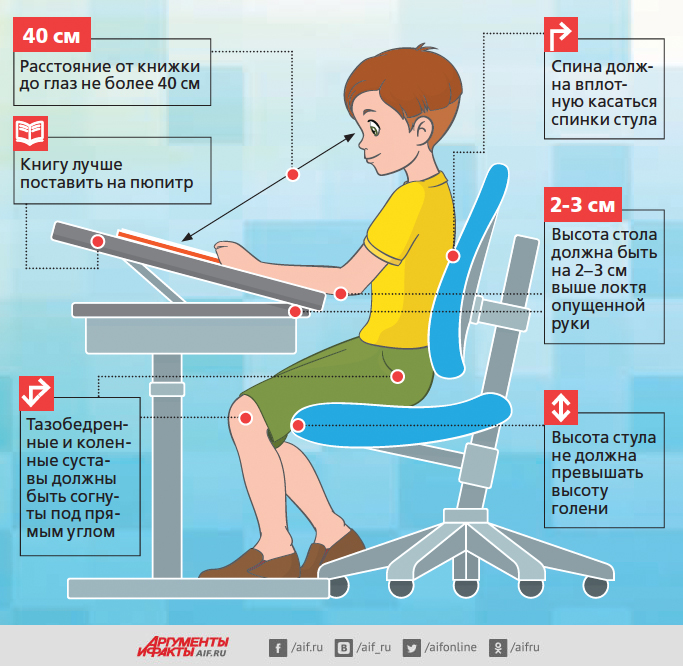 40 см
Расстояние от книжки
до глаз не более 40 см
Книгу лучше
поставить на пюпитр
Спина долж-
на вплот-
ную касаться
спинки стула
2-3 см
Высота стола
должна быть
на 2–3 см
выше локтя
опущенной
руки
Тазобедрен-
ные и колен-
ные суста-
вы должны
быть согну-
ты под пря-
мым углом
Высота стула
не должна
превышать
высоту
голени
АРГУМЕНТЫ
И ФАКТЫ AIF.RU
f /aif.ru
B /aif_ru
/aifonline
/aifru